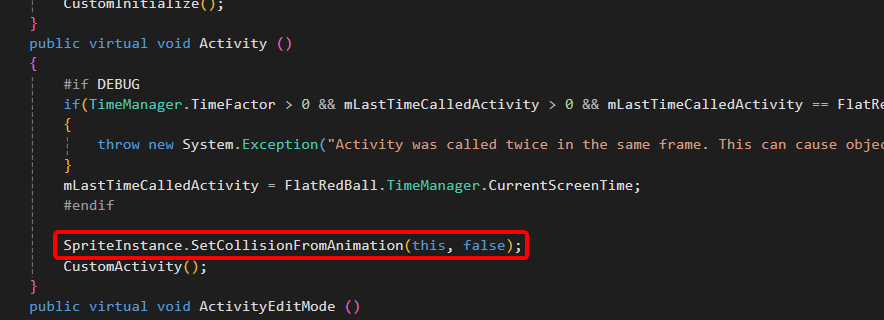 CustomInitialize();
}
public virtual void Activity ()
{
#if DEBUG
if(TimeManager.TimeFactor > 0 && mLastTimeCalledActivity > 0 && mLastTimeCalledActivity == FlatRe
{
throw new System.Exception("Activity was called twice in the same frame. This can cause objec
}
mLastTimeCalledActivity = FlatRedBall.TimeManager.CurrentScreenTime;
#endif
SpriteInstance.SetCollisionFromAnimation(this, false);
CustomActivity();
}
public virtual void ActivityEditMode ()